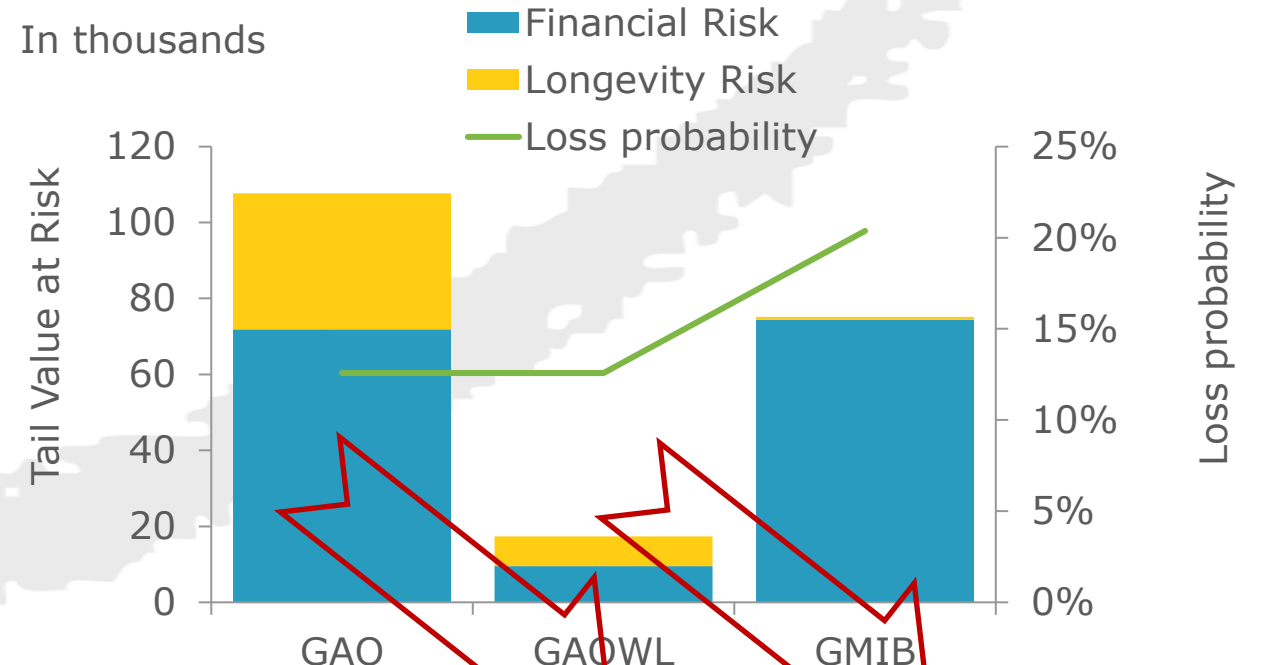 In thousands
Financial Risk
Longevity Risk
Loss probability
Tail Value at Risk
120
100
80
60
40
20
0
25%
20%
15%
10%
5%
0%
Loss probability
GAO
GAOWL
GMIB